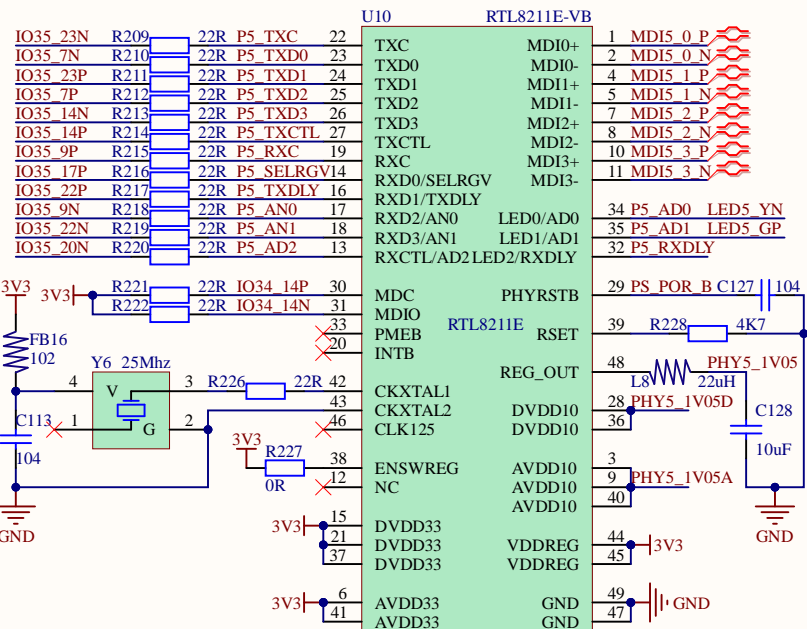 U10 RTL8211E-VB
IO35_23N R209 22R P5_TXC 22 TXC MDI0+ 1 MDI5_0_P
IO35_7N R210 22R P5_TXD0 23 TXD0 MDI0- 2 MDI5_0_N
IO35_23P R211 22R P5_TXD1 24 TXD1 MDI1+ 4 MDI5_1_P
IO35_7P R212 22R P5_TXD2 25 TXD2 MDI1- 5 MDI5_1_N
IO35_14N R213 22R P5_TXD3 26 TXD3 MDI2+ 7 MDI5_2_P
IO35_14P R214 22R P5_TXCTL 27 TXCTL MDI2- 8 MDI5_2_N
IO35_9P R215 22R P5_RXC 19 RXC MDI3+ 10 MDI5_3_P
IO35_17P R216 22R P5_SELRGV 14 RXD0/SELRGV MDI3- 11 MDI5_3_N
IO35_22P R217 22R P5_TXDLY 16 RXD1/TXDLY
IO35_9N R218 22R P5_AN0 17 RXD2/AN0 LED0/AD0 34 P5_AD0 LED5_YN
IO35_22N R219 22R P5_AN1 18 RXD3/AN1 LED1/AD1 35 P5_AD1 LED5_GP
IO35_20N R220 22R P5_AD2 13 RXCTL/AD2 LED2/RXDLY 32 P5_RXDLY
3V3 3V3 R221 22R IO34_14P 30 MDC PHYRSTB 29 PS_POR_B C127 104
R222 22R IO34_14N 31 MDIO
33 PMEB RTL8211E RSET 39 R228 4K7
FB16
102
20 INTB
Y6 25Mhz REG_OUT 48 L8 22uH PHY5_1V05
4 V 3 R226 22R 42 CKXTAL1
43 CKXTAL2 DVDD10 28 PHY5_1V05D C128
C113 1 G 2 46 CLK125 DVDD10 36
10uF
104 3V3 R227 0R 38 ENSWREG AVDD10 3
12 NC AVDD10 9 PHY5_1V05A
AVDD10 40
GND GND
3V3 15 DVDD33
21 DVDD33 VDDREG 44 3V3
37 DVDD33 VDDREG 45
3V3 6 AVDD33 GND 49 GND
41 AVDD33 GND 47